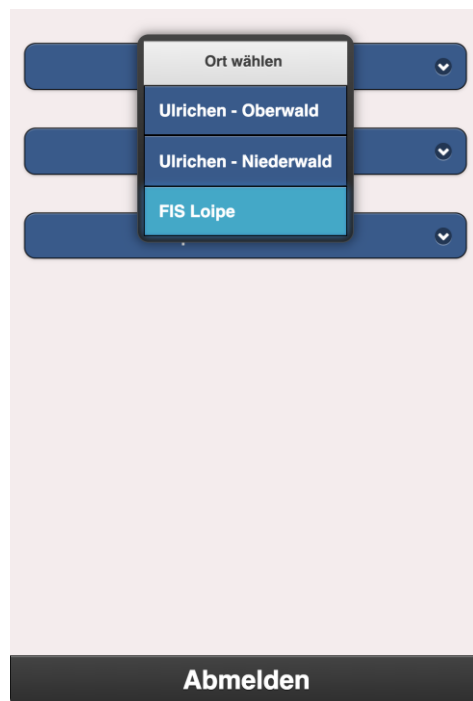 Ort wählen
Ulrichen - Oberwald
Ulrichen - Niederwald
FIS Loipe
Abmelden